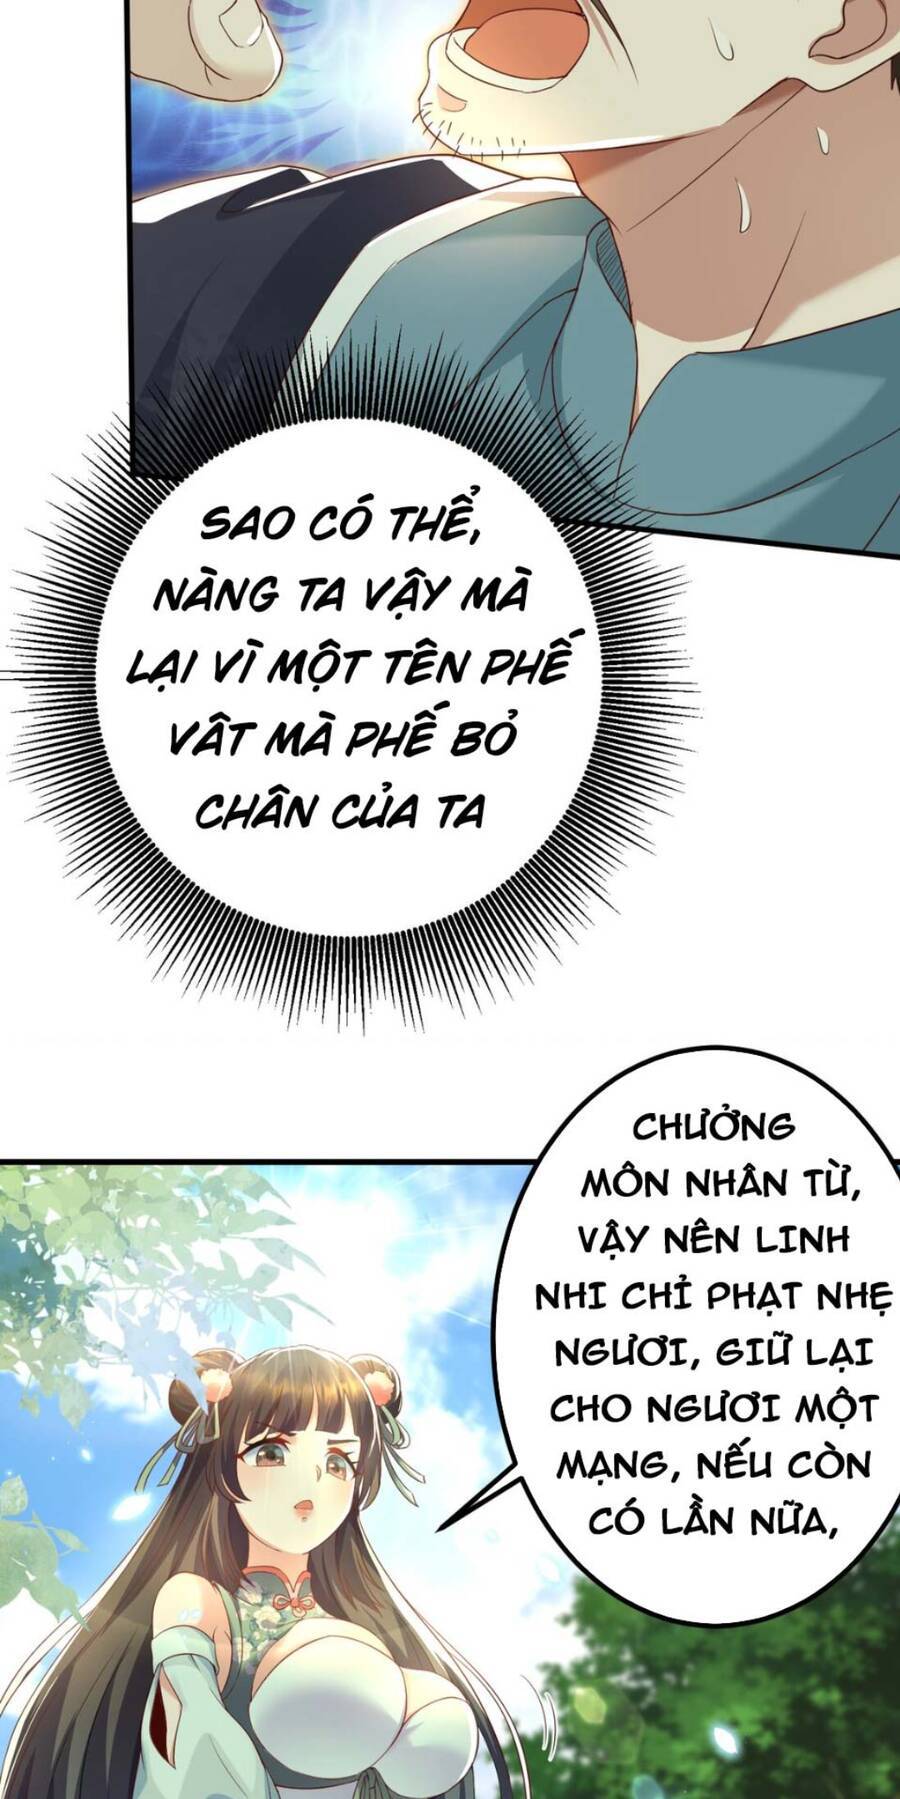 SAO CÓ THỂ,
NÀNG TA VẬY MÀ
LẠI VÌ MỘT TÊN PHẾ
VÂT MÀ PHẾ BỎ
CHÂN CỦA TA
CHƯỞNG
MÔN NHÂN TỪ,
VẬY NÊN LINH
NHI CHỈ PHẠT NHẸ
NGƯƠI, GIỮ LẠI
CHO NGƯƠI MỘT
MẠNG, NẾU CÒN
CÓ LẦN NỮA,